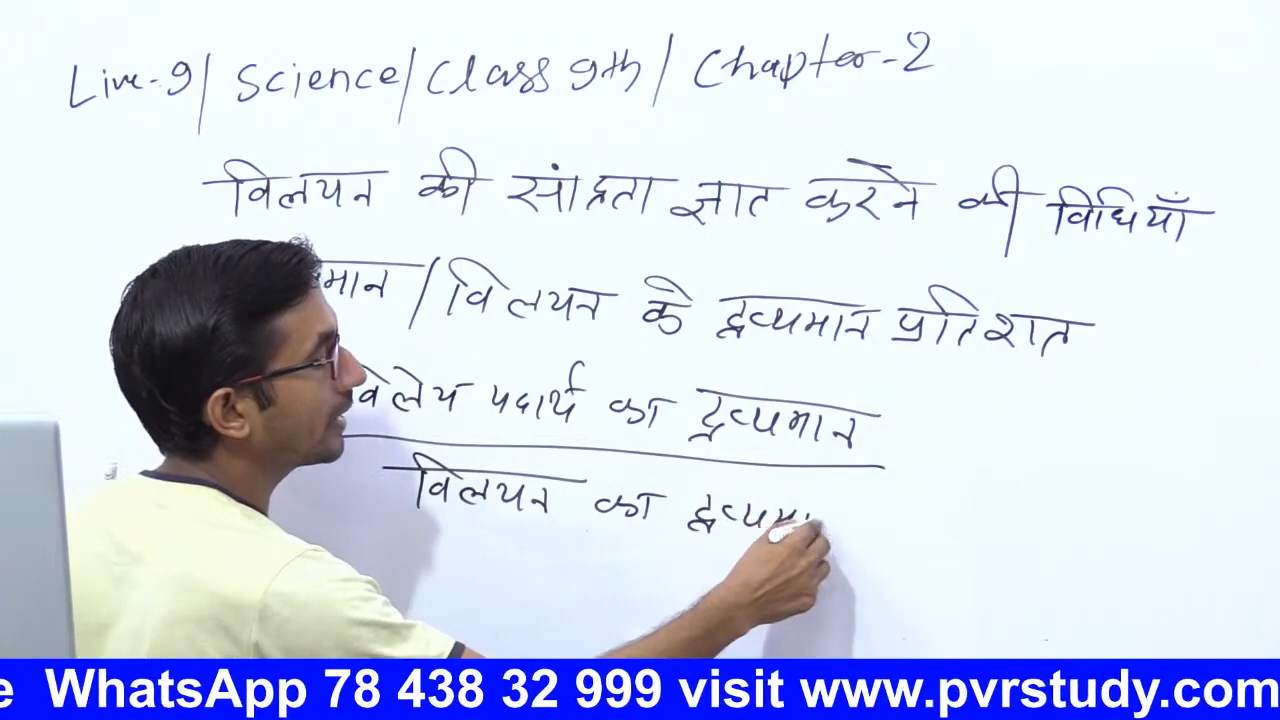 Live-9/ Science/Class 9th/ Chapter-2
विलयन की सांद्रता ज्ञात करने की विधियाँ
मान / विलयन के द्रव्यमान प्रतिशत
विलेय पदार्थ का द्रव्यमान
विलयन का द्रव्यमा
e WhatsApp 78 438 32 999 visit www.pvrstudy.com